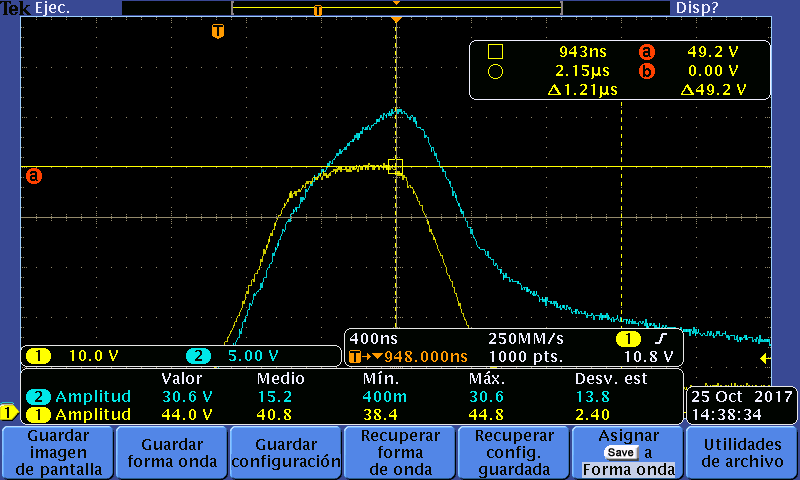 Tek Ejec. Disp?
T
T
943ns a 49.2 V
2.15µs b 0.00 V
Δ1.21µs Δ49.2 V
a
1 10.0 V 2 5.00 V
400ns 250MM/s 1 ∫
T→▼948.000ns 1000 pts. 10.8 V
Valor Medio Mín. Máx. Desv. est
2 Amplitud 30.6 V 15.2 400m 30.6 13.8
1 Amplitud 44.0 V 40.8 38.4 44.8 2.40
1
25 Oct 2017
14:38:34
Guardar
imagen
de pantalla
Guardar
forma onda
Guardar
configuración
Recuperar
forma
de onda
Recuperar
config.
guardada
Asignar
Save a
Forma onda
Utilidades
de archivo